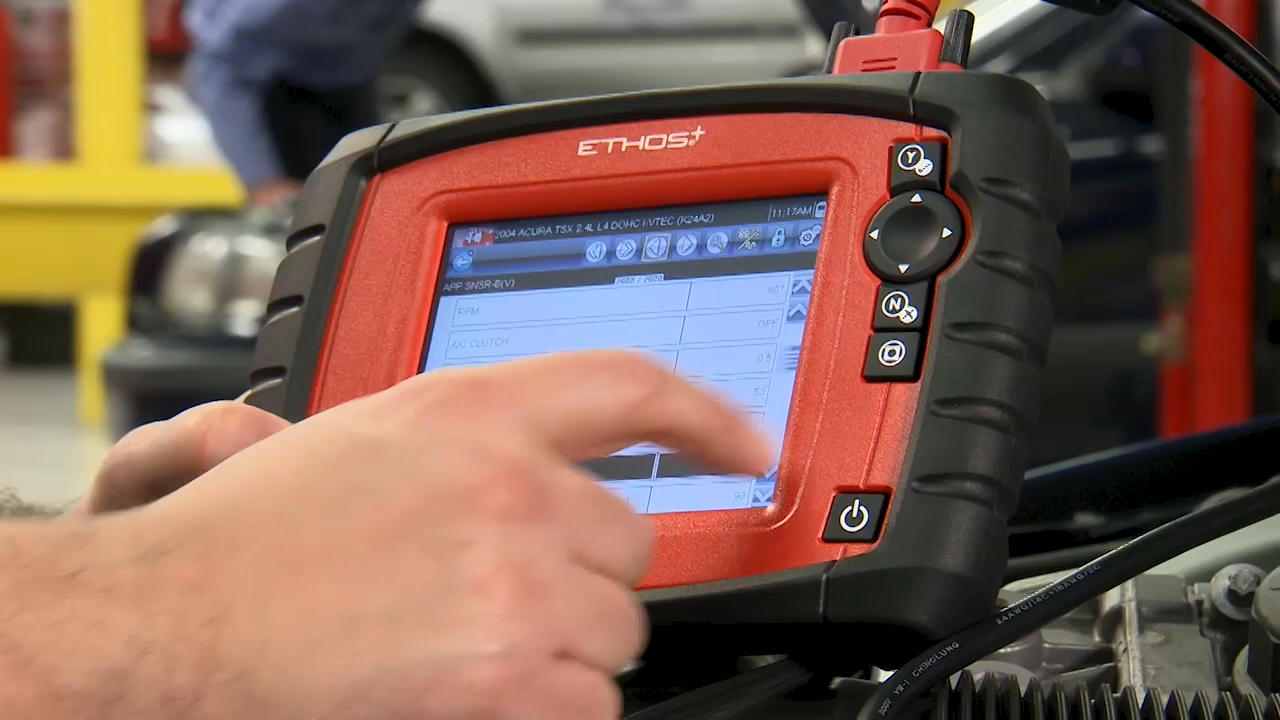 ETHOS+
2004 ACURA TSX 2.4L L4 DOHC I-VTEC (K24A2)
11:17AM
APP SNSR-B(V)
RPM
607
A/C CLUTCH
OFF
0.5
53
90
Y
N
CHINGLUNG